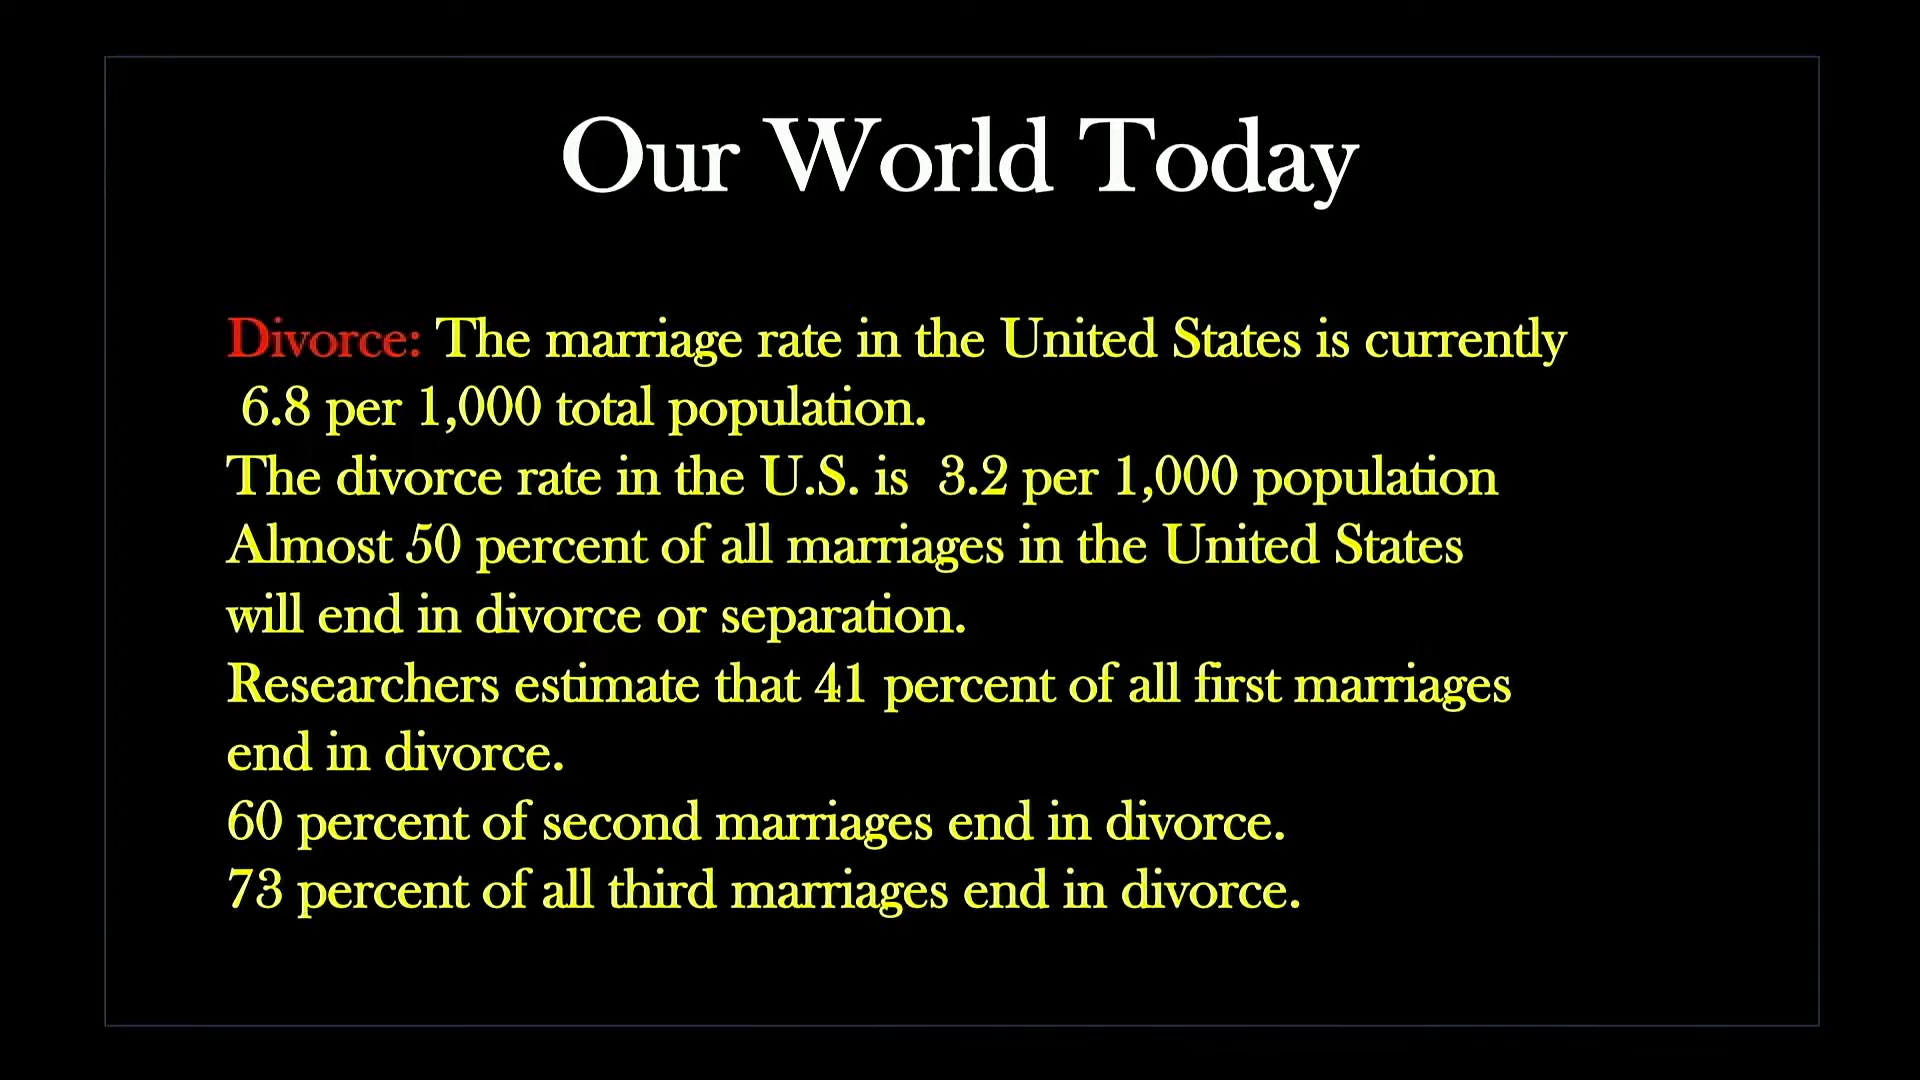 Our World Today
Divorce: The marriage rate in the United States is currently
6.8 per 1,000 total population.
The divorce rate in the U.S. is 3.2 per 1,000 population
Almost 50 percent of all marriages in the United States
will end in divorce or separation.
Researchers estimate that 41 percent of all first marriages
end in divorce.
60 percent of second marriages end in divorce.
73 percent of all third marriages end in divorce.